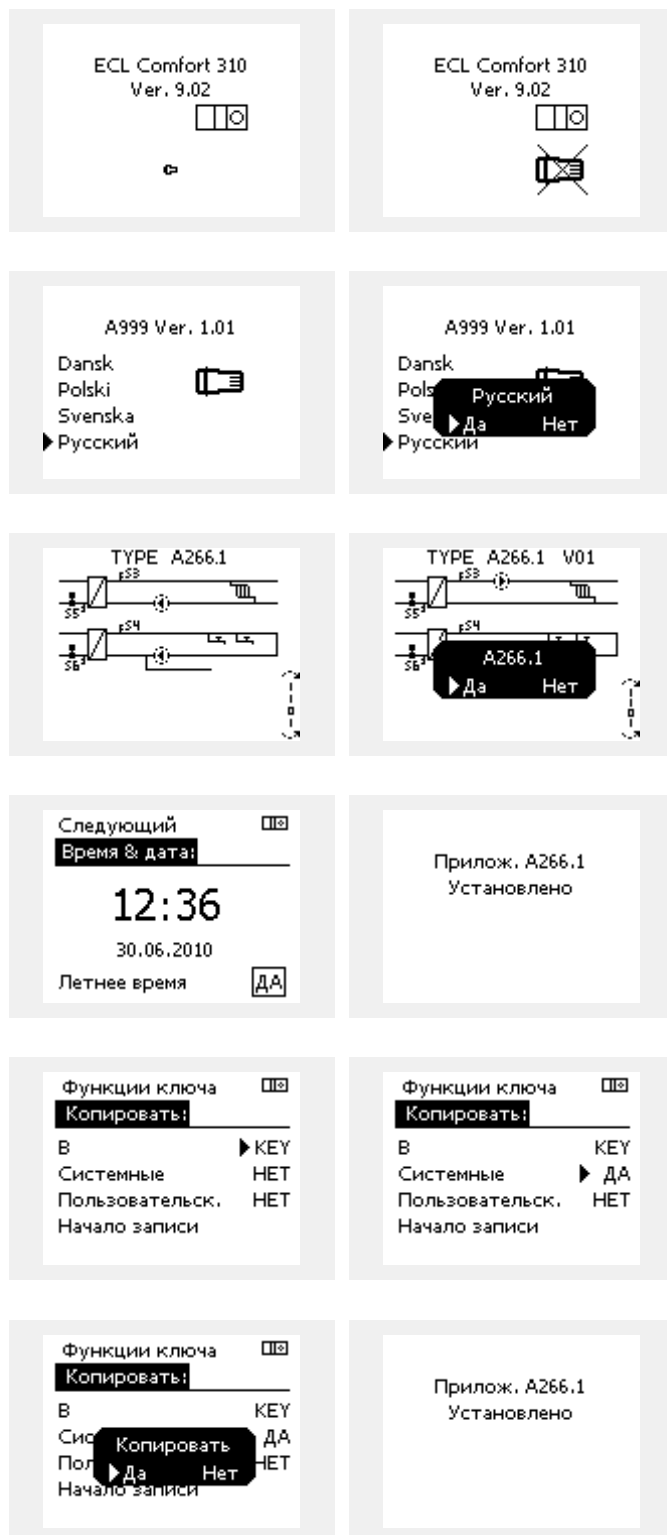 ECL Comfort 310
Ver. 9.02
ECL Comfort 310
Ver. 9.02
A999 Ver. 1.01
Dansk
Polski
Svenska
Русский
A999 Ver. 1.01
Dansk
Pols
Sve
Русский
Русский
Да Нет
TYPE A266.1
S3
S5
S4
S6
TYPE A266.1 V01
S3
S5
S4
S6
A266.1
Да Нет
Следующий
Время & дата:
12:36
30.06.2010
Летнее время ДА
Прилож. A266.1
Установлено
Функции ключа
Копировать:
В KEY
Системные НЕТ
Пользовательск. НЕТ
Начало записи
Функции ключа
Копировать:
В KEY
Системные ДА
Пользовательск. НЕТ
Начало записи
Функции ключа
Копировать:
В KEY
Сис ДА
Пол НЕТ
Начало записи
Копировать
Да Нет
Прилож. A266.1
Установлено